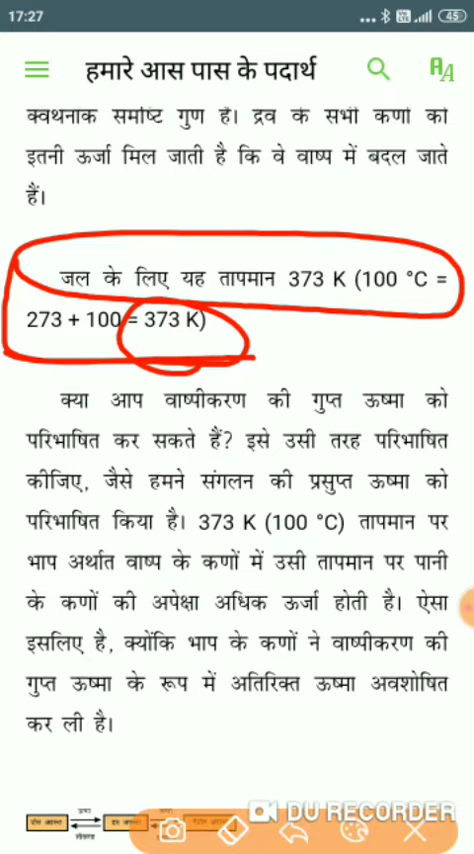 17:27
45
हमारे आस पास के पदार्थ
क्वथनांक समष्टि गुण है। द्रव के सभी कणों को
इतनी ऊर्जा मिल जाती है कि वे वाष्प में बदल जाते
हैं।
जल के लिए यह तापमान 373 K (100 °C =
273 + 100 = 373 K)
क्या आप वाष्पीकरण की गुप्त ऊष्मा को
परिभाषित कर सकते हैं? इसे उसी तरह परिभाषित
कीजिए, जैसे हमने संगलन की प्रसुप्त ऊष्मा को
परिभाषित किया है। 373 K (100 °C) तापमान पर
भाप अर्थात वाष्प के कणों में उसी तापमान पर पानी
के कणों की अपेक्षा अधिक ऊर्जा होती है। ऐसा
इसलिए है, क्योंकि भाप के कणों ने वाष्पीकरण की
गुप्त ऊष्मा के रूप में अतिरिक्त ऊष्मा अवशोषित
कर ली है।
DU RECORDER